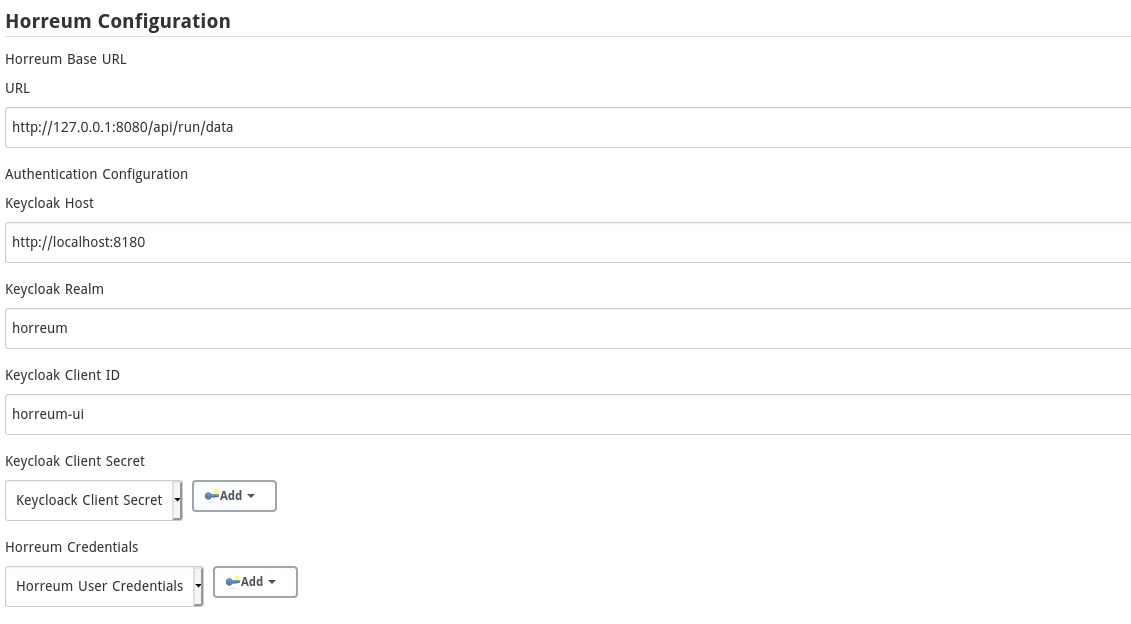 Horreum Configuration
Horreum Base URL
URL
http://127.0.0.1:8080/api/run/data
Authentication Configuration
Keycloak Host
http://localhost:8180
Keycloak Realm
horreum
Keycloak Client ID
horreum-ui
Keycloak Client Secret
Keycloack Client Secret Add
Horreum Credentials
Horreum User Credentials Add